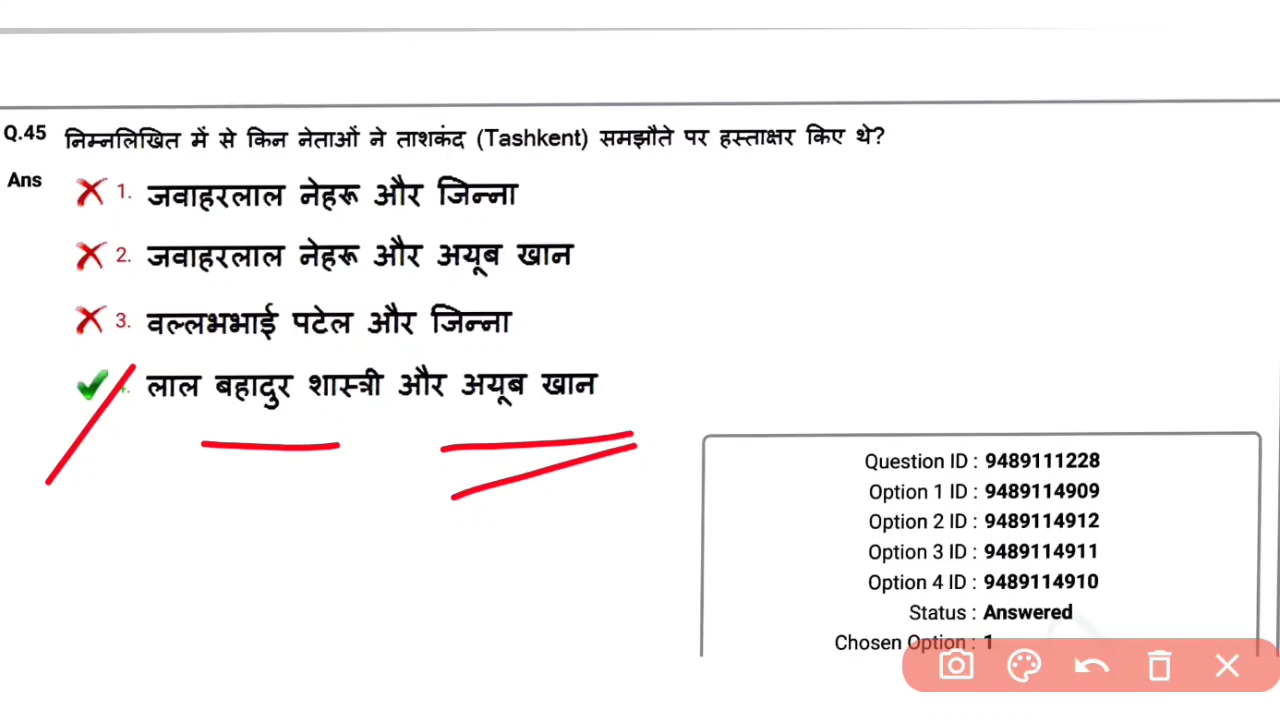 Q.45 निम्नलिखित में से किन नेताओं ने ताशकंद (Tashkent) समझौते पर हस्ताक्षर किए थे?
Ans 1. जवाहरलाल नेहरू और जिन्ना
2. जवाहरलाल नेहरू और अयूब खान
3. वल्लभभाई पटेल और जिन्ना
लाल बहादुर शास्त्री और अयूब खान
Question ID : 9489111228
Option 1 ID : 9489114909
Option 2 ID : 9489114912
Option 3 ID : 9489114911
Option 4 ID : 9489114910
Status : Answered
Chosen Option : 1